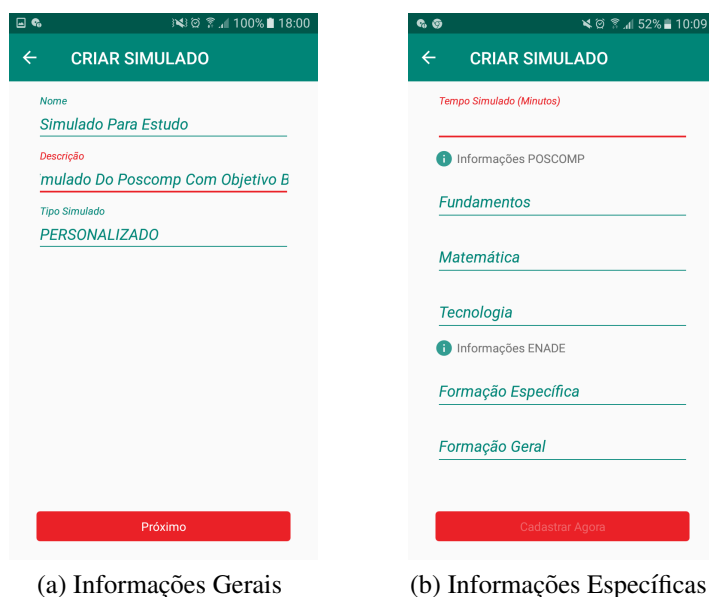 100% 18:00
CRIAR SIMULADO
Nome
Simulado Para Estudo
Descrição
mulado Do Poscomp Com Objetivo B
Tipo Simulado
PERSONALIZADO
Próximo
(a) Informações Gerais
52% 10:09
CRIAR SIMULADO
Tempo Simulado (Minutos)
Informações POSCOMP
Fundamentos
Matemática
Tecnologia
Informações ENADE
Formação Específica
Formação Geral
Cadastrar Agora
(b) Informações Específicas